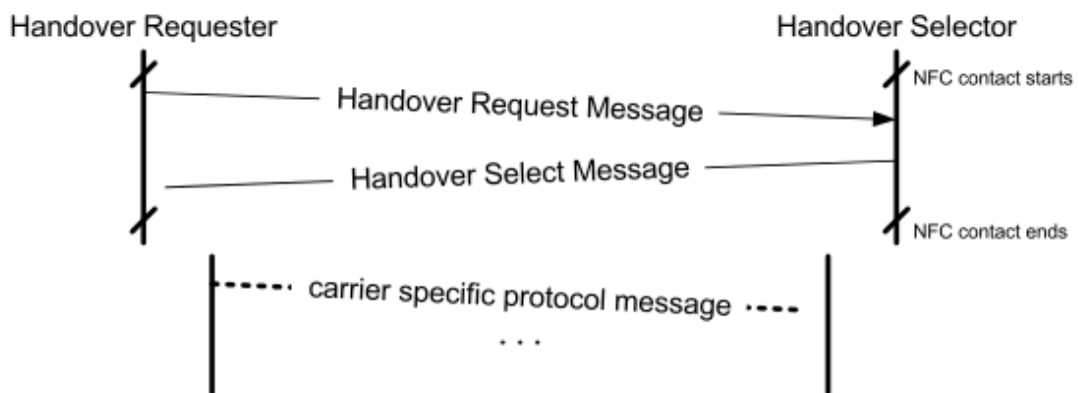 Handover Requester
Handover Selector
NFC contact starts
Handover Request Message
Handover Select Message
NFC contact ends
carrier specific protocol message
. . .